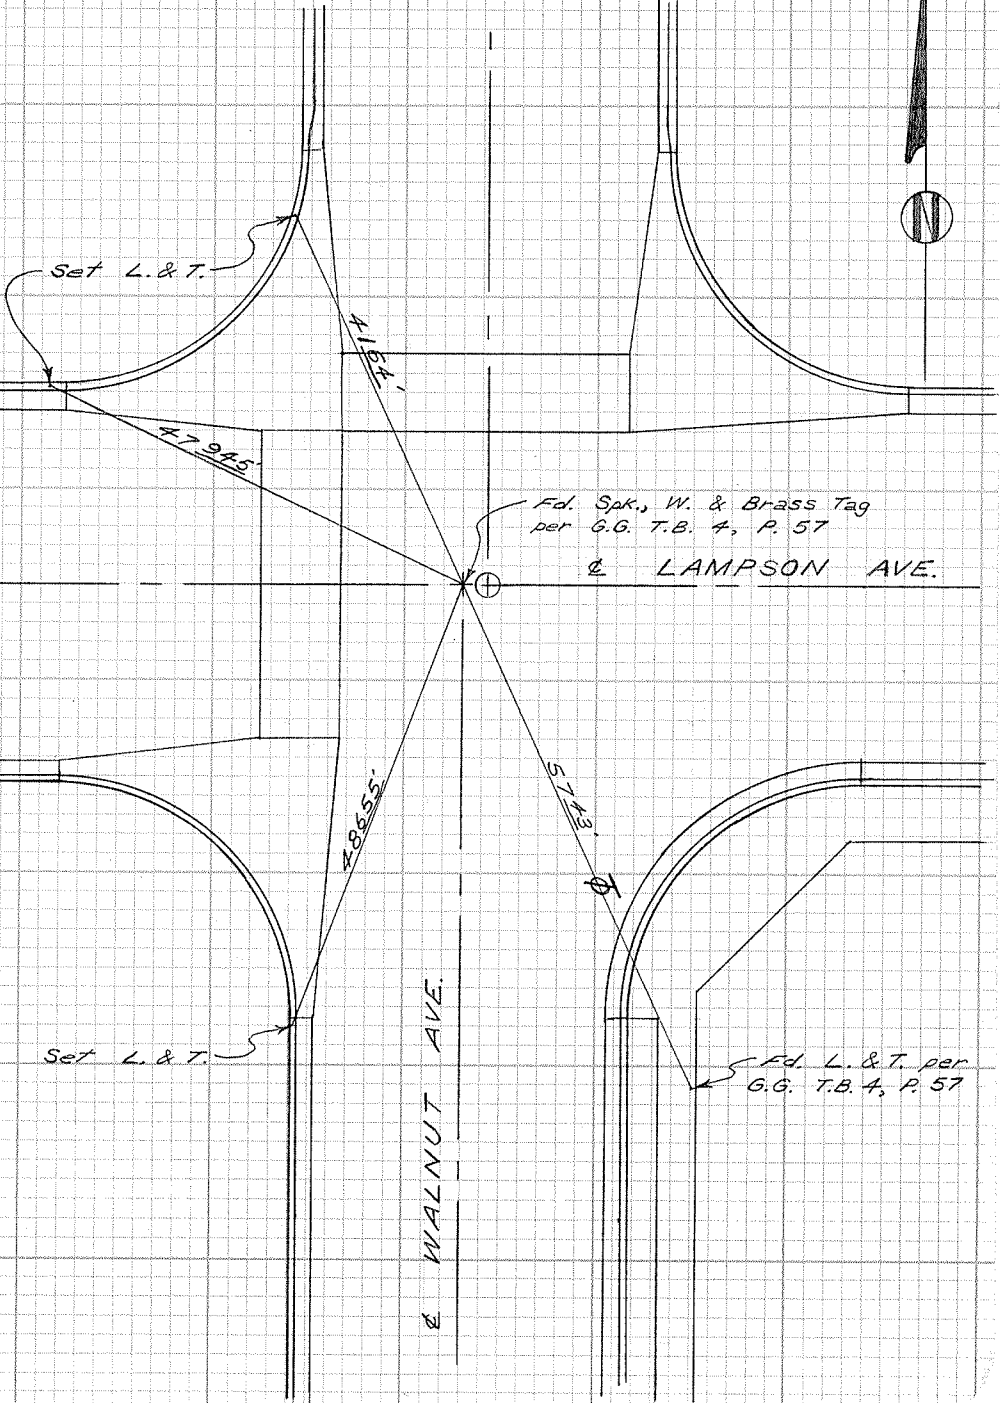 N
Set L. & T.
41 64'
47 945'
Fd. Spk., W. & Brass Tag
per G.G. T.B. 4, P. 57
℄ LAMPSON AVE.
48 655'
57 43'
℄ WALNUT AVE.
Set L. & T.
Fd. L. & T. per
G.G. T.B. 4, P. 57